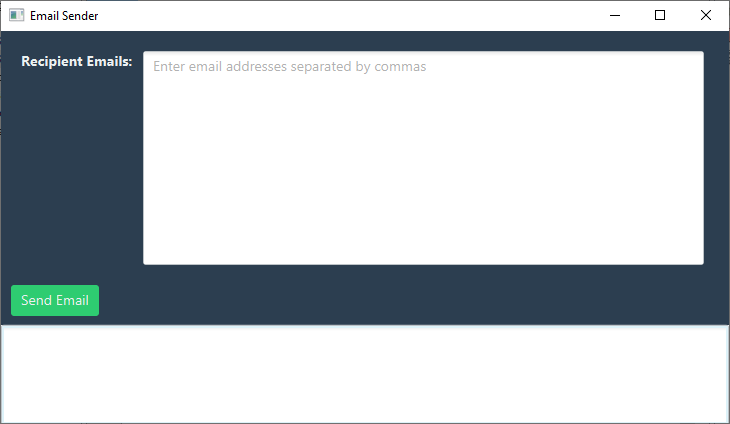 Email Sender
Recipient Emails:
Enter email addresses separated by commas
Send Email